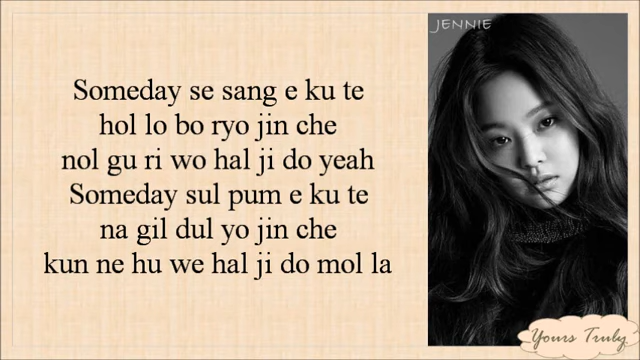 Someday se sang e ku te
hol lo bo ryo jin che
nol gu ri wo hal ji do yeah
Someday sul pum e ku te
na gil dul yo jin che
kun ne hu we hal ji do mol la
JENNIE
Yours Truly